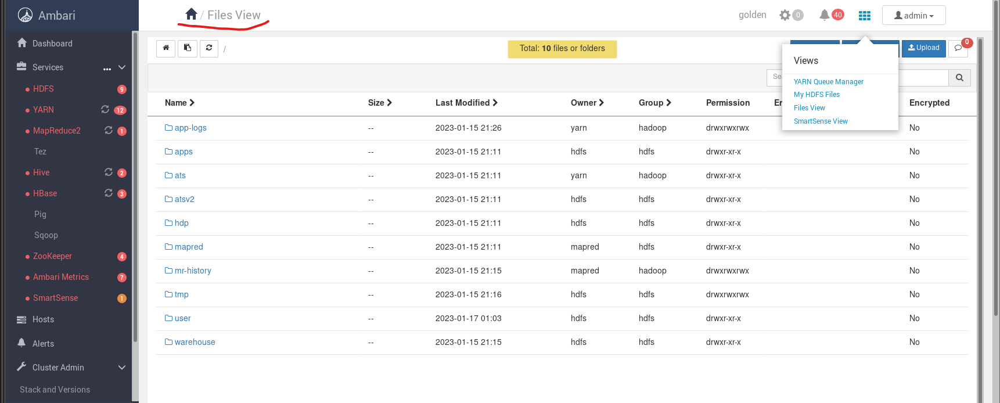 Ambari
/ Files View
golden
0
40
admin
Dashboard
Services
...
HDFS 9
YARN 12
MapReduce2 1
Tez
Hive 2
HBase 3
Pig
Sqoop
ZooKeeper 4
Ambari Metrics 7
SmartSense 1
Hosts
Alerts
Cluster Admin
Stack and Versions
/
Total: 10 files or folders
Upload
0
Views
YARN Queue Manager
My HDFS Files
Files View
SmartSense View
Name Size Last Modified Owner Group Permission Encrypted
app-logs -- 2023-01-15 21:26 yarn hadoop drwxrwxrwx No
apps -- 2023-01-15 21:11 hdfs hdfs drwxr-xr-x No
ats -- 2023-01-15 21:11 yarn hadoop drwxr-xr-x No
atsv2 -- 2023-01-15 21:11 hdfs hdfs drwxr-xr-x No
hdp -- 2023-01-15 21:11 hdfs hdfs drwxr-xr-x No
mapred -- 2023-01-15 21:11 mapred hdfs drwxr-xr-x No
mr-history -- 2023-01-15 21:15 mapred hadoop drwxrwxrwx No
tmp -- 2023-01-15 21:16 hdfs hdfs drwxrwxrwx No
user -- 2023-01-17 01:03 hdfs hdfs drwxr-xr-x No
warehouse -- 2023-01-15 21:15 hdfs hdfs drwxr-xr-x No